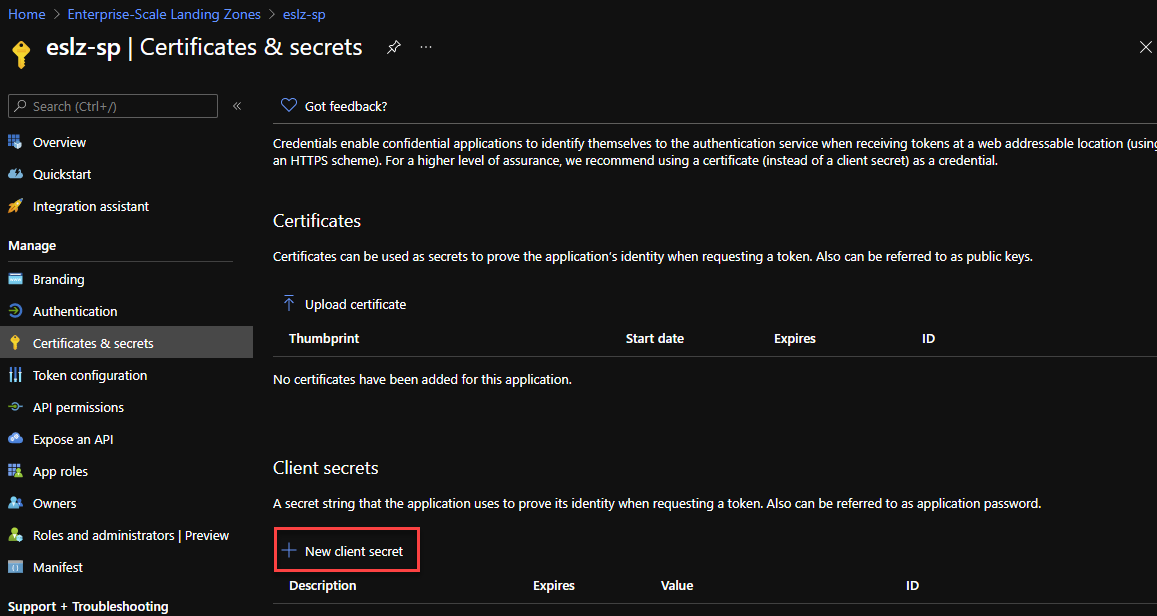 Home > Enterprise-Scale Landing Zones > eslz-sp
eslz-sp | Certificates & secrets
Search (Ctrl+/)
«
Overview
Quickstart
Integration assistant
Manage
Branding
Authentication
Certificates & secrets
Token configuration
API permissions
Expose an API
App roles
Owners
Roles and administrators | Preview
Manifest
Support + Troubleshooting
Got feedback?
Credentials enable confidential applications to identify themselves to the authentication service when receiving tokens at a web addressable location (using
an HTTPS scheme). For a higher level of assurance, we recommend using a certificate (instead of a client secret) as a credential.
Certificates
Certificates can be used as secrets to prove the application's identity when requesting a token. Also can be referred to as public keys.
Upload certificate
Thumbprint Start date Expires ID
No certificates have been added for this application.
Client secrets
A secret string that the application uses to prove its identity when requesting a token. Also can be referred to as application password.
New client secret
Description Expires Value ID